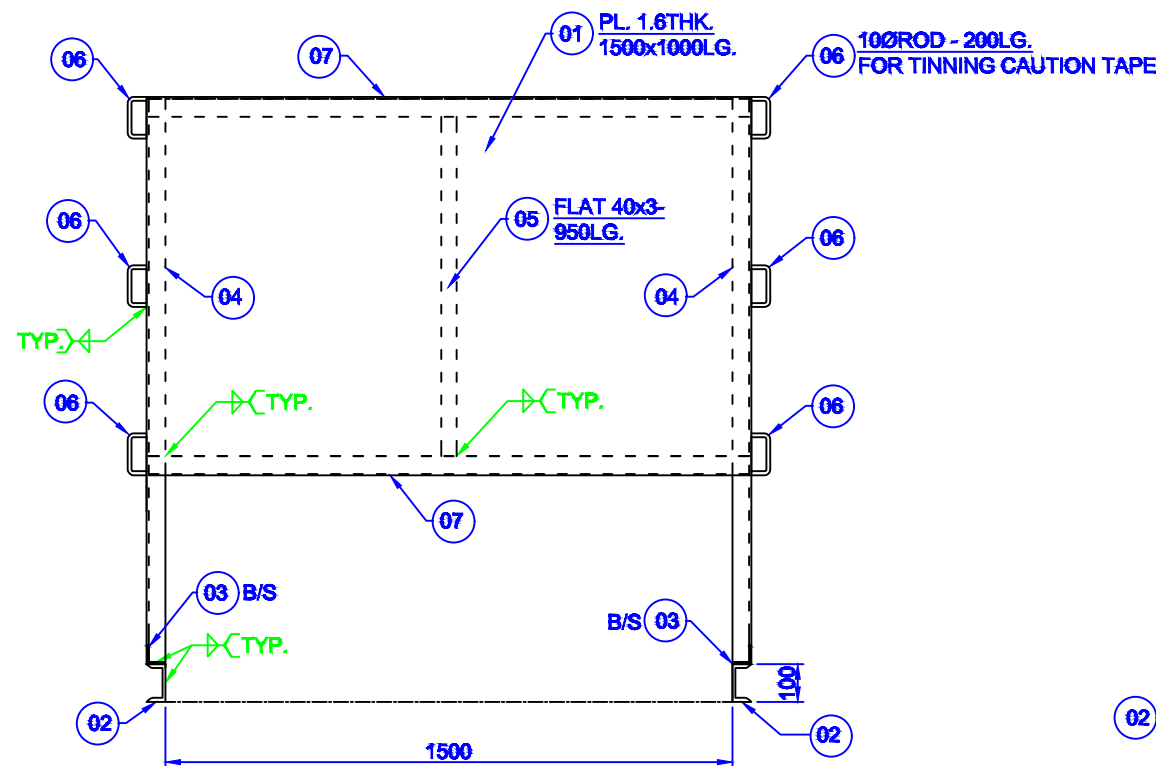 01 PL. 1.6THK.
1500x1000LG.
06
07
06 10ØROD - 200LG.
FOR TINNING CAUTION TAPE
06
05 FLAT 40x3-
950LG.
06
04
04
TYP.
06
TYP.
TYP.
06
07
03 B/S
B/S 03
TYP.
100
02
02
02
1500